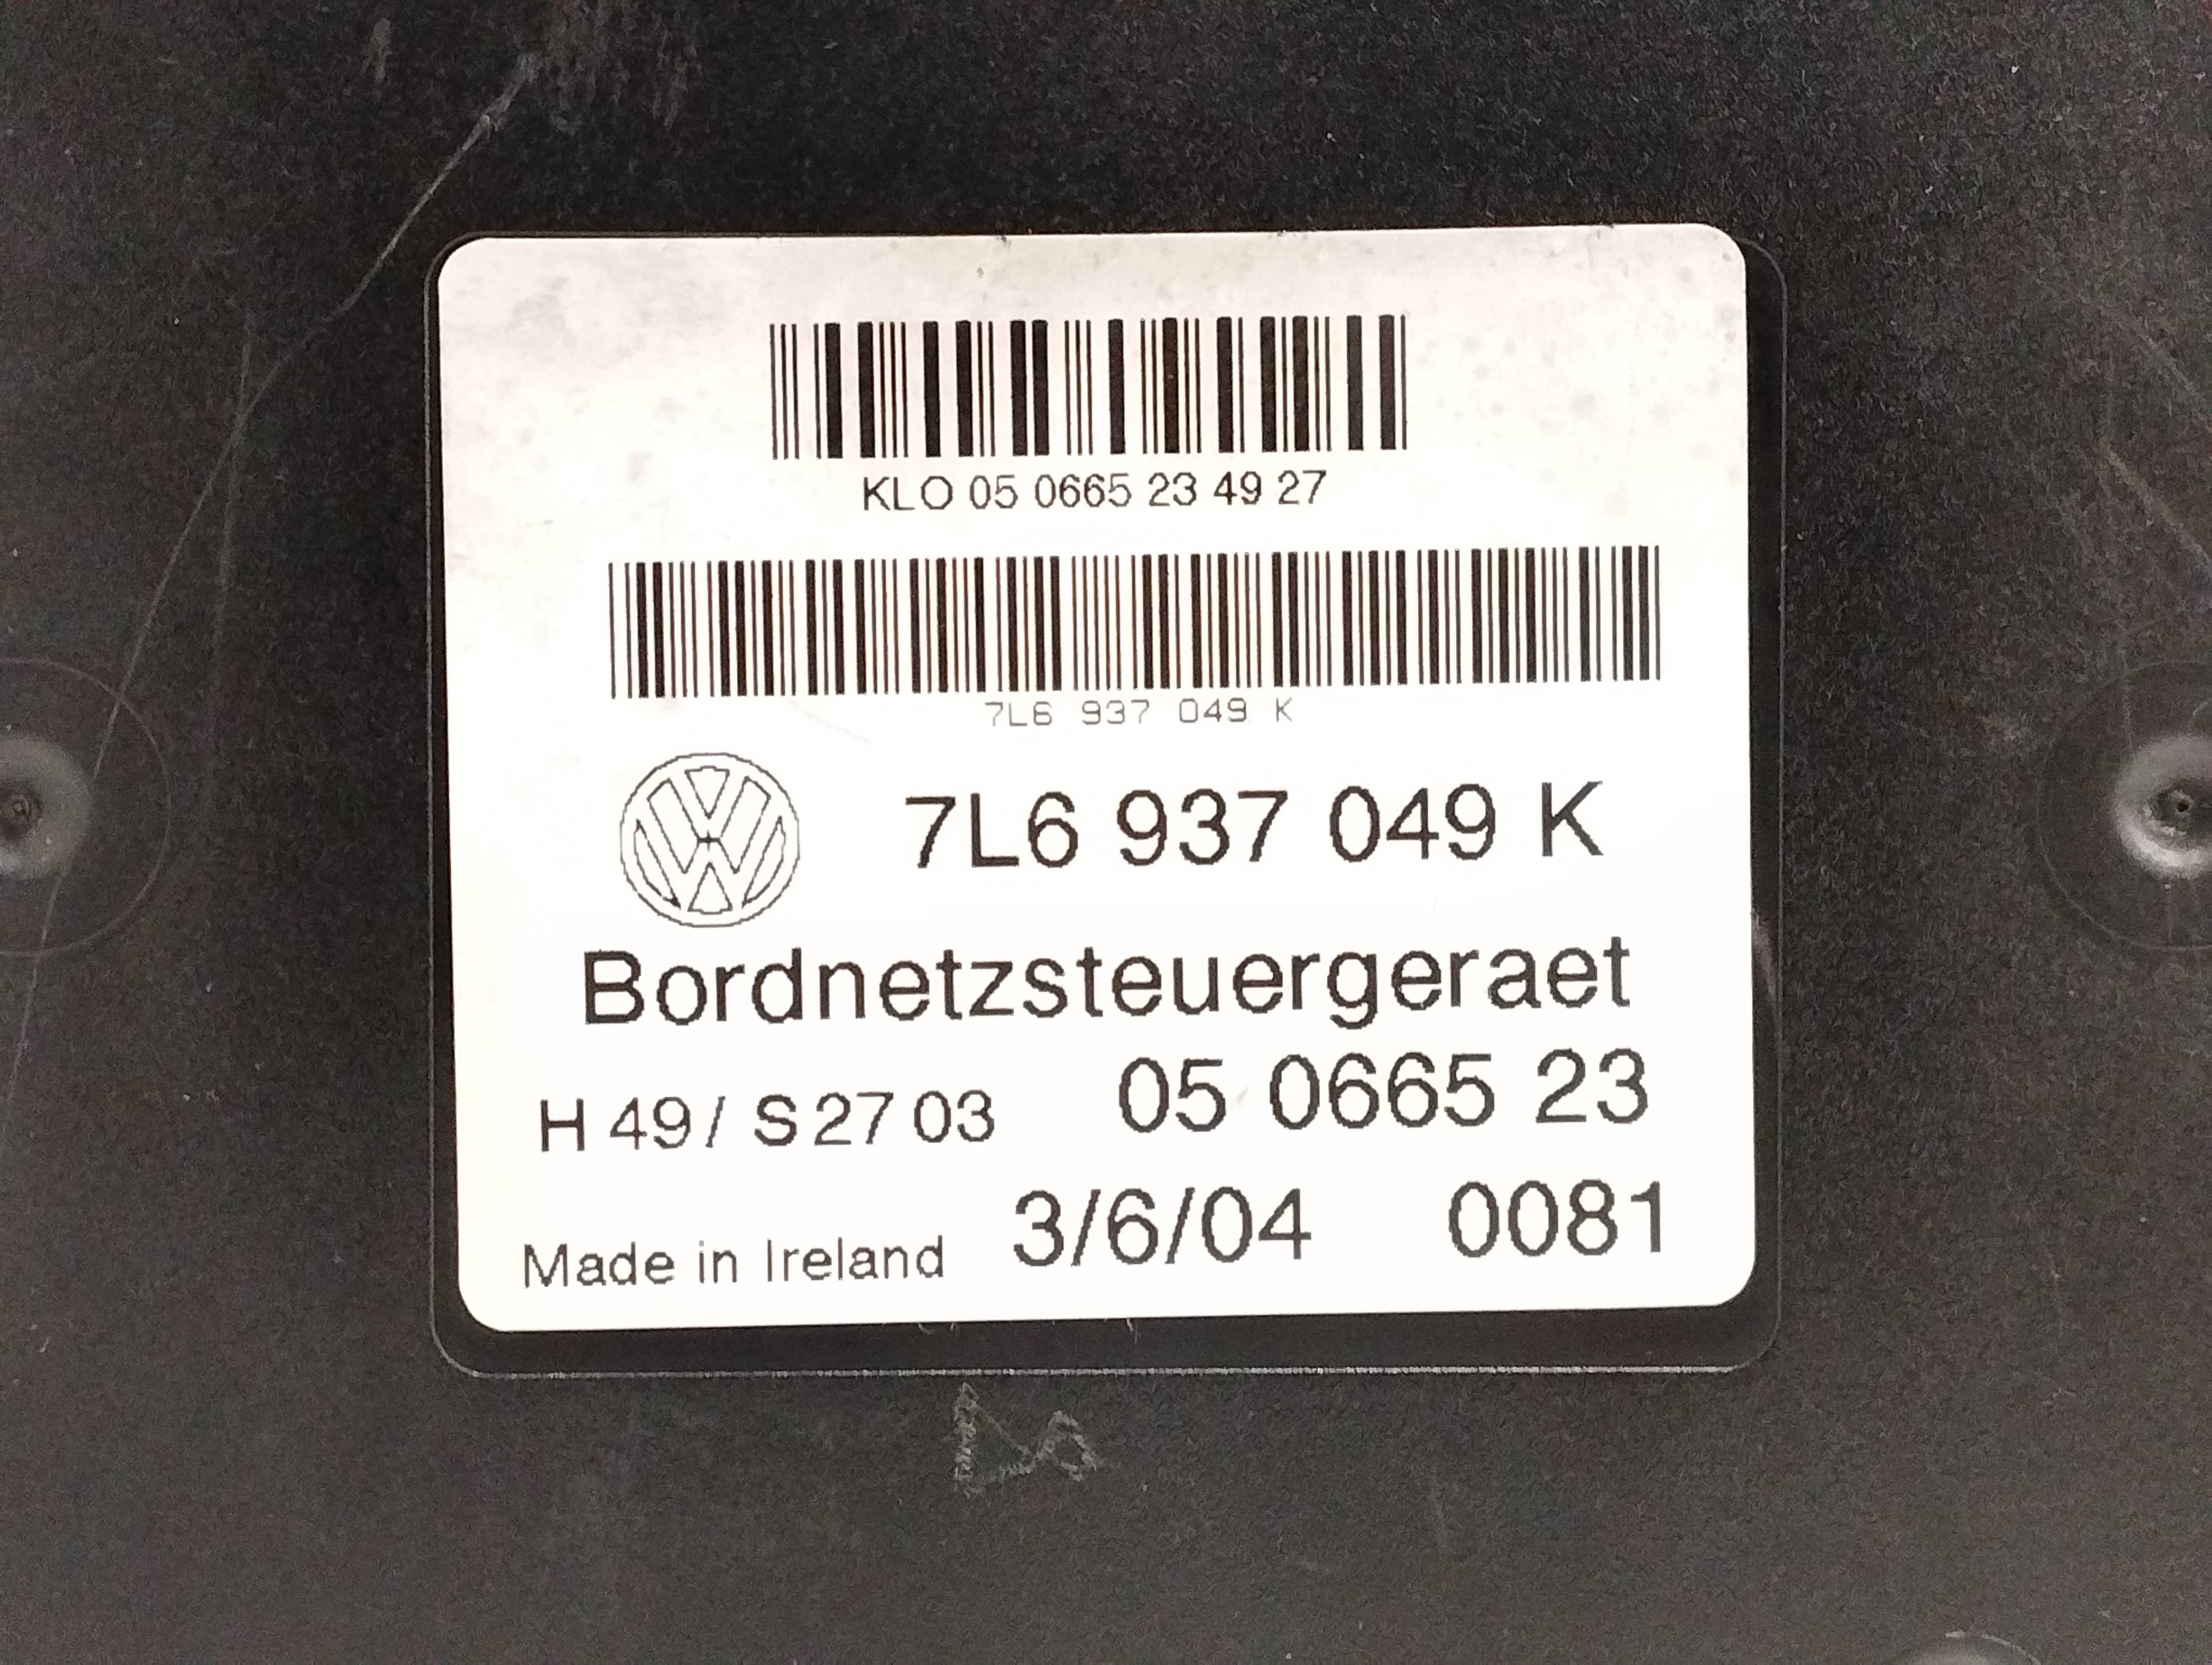 KLO 05 0665 23 49 27
7L6 937 049 K
7L6 937 049 K
Bordnetzsteuergeraet
H 49 / S 27 03 05 0665 23
Made in Ireland 3/6/04 0081